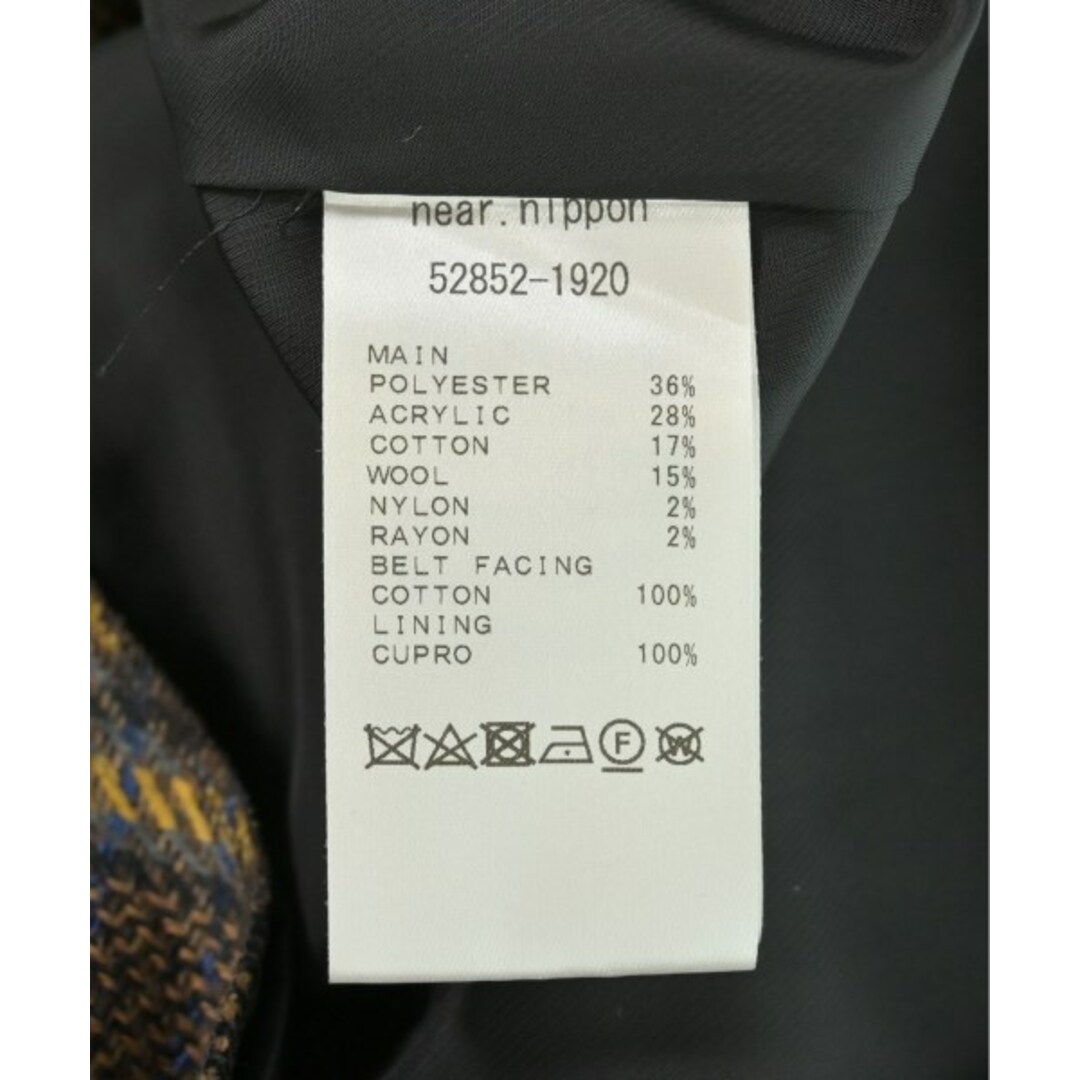 near.nippon
52852-1920
MAIN
POLYESTER 36%
ACRYLIC 28%
COTTON 17%
WOOL 15%
NYLON 2%
RAYON 2%
BELT FACING
COTTON 100%
LINING
CUPRO 100%
F W